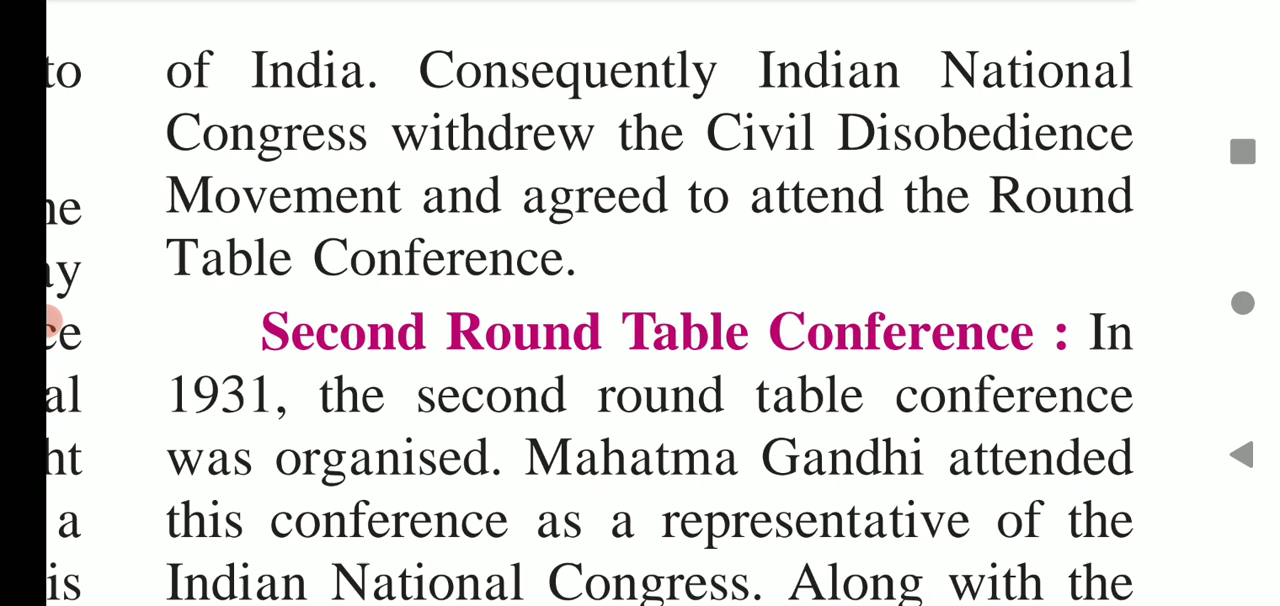 of India. Consequently Indian National
Congress withdrew the Civil Disobedience
Movement and agreed to attend the Round
Table Conference.
Second Round Table Conference : In
1931, the second round table conference
was organised. Mahatma Gandhi attended
this conference as a representative of the
Indian National Congress. Along with the